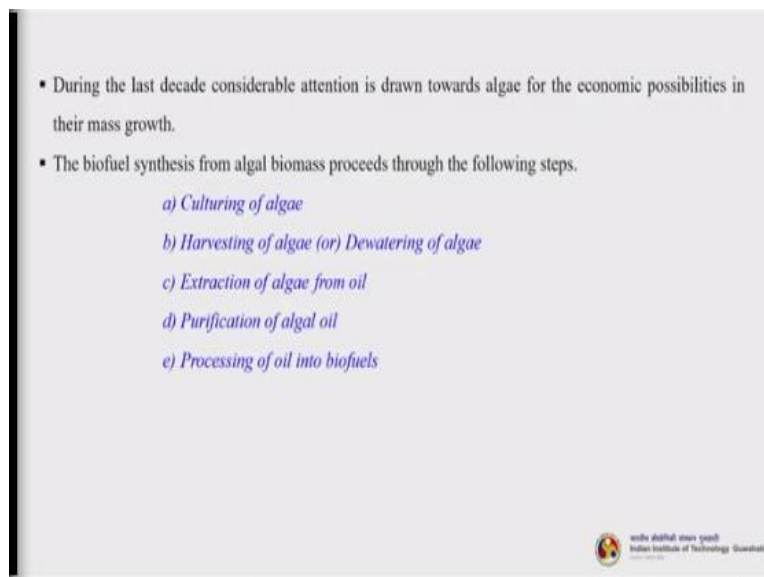 ▪ During the last decade considerable attention is drawn towards algae for the economic possibilities in
their mass growth.
▪ The biofuel synthesis from algal biomass proceeds through the following steps.
a) Culturing of algae
b) Harvesting of algae (or) Dewatering of algae
c) Extraction of algae from oil
d) Purification of algal oil
e) Processing of oil into biofuels
Indian Institute of Technology Guwahati